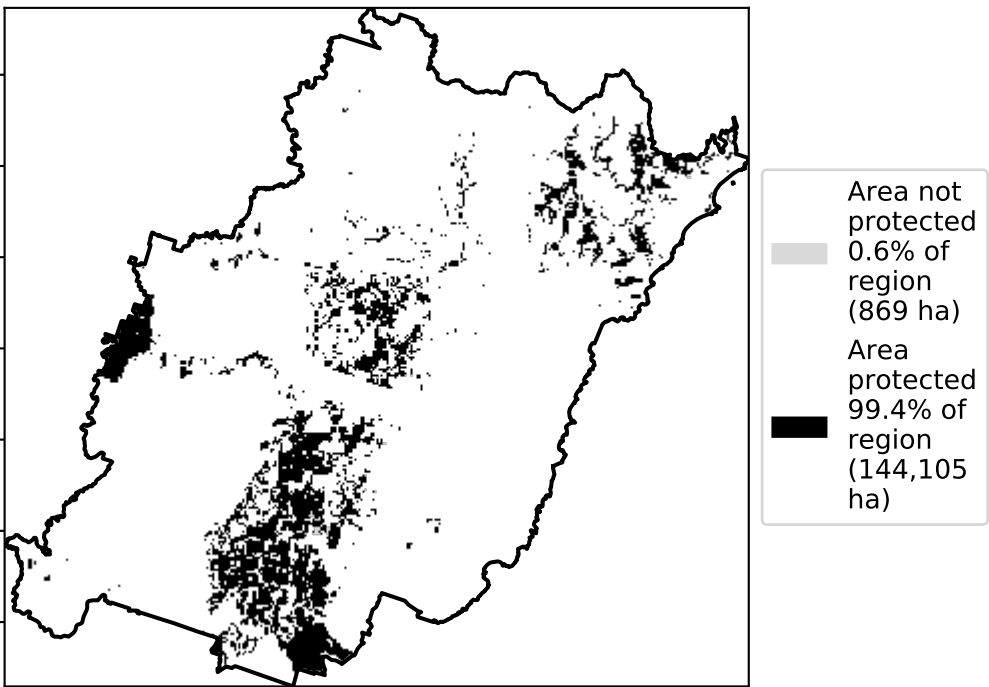 Area not
protected
0.6% of
region
(869 ha)
Area
protected
99.4% of
region
(144,105
ha)